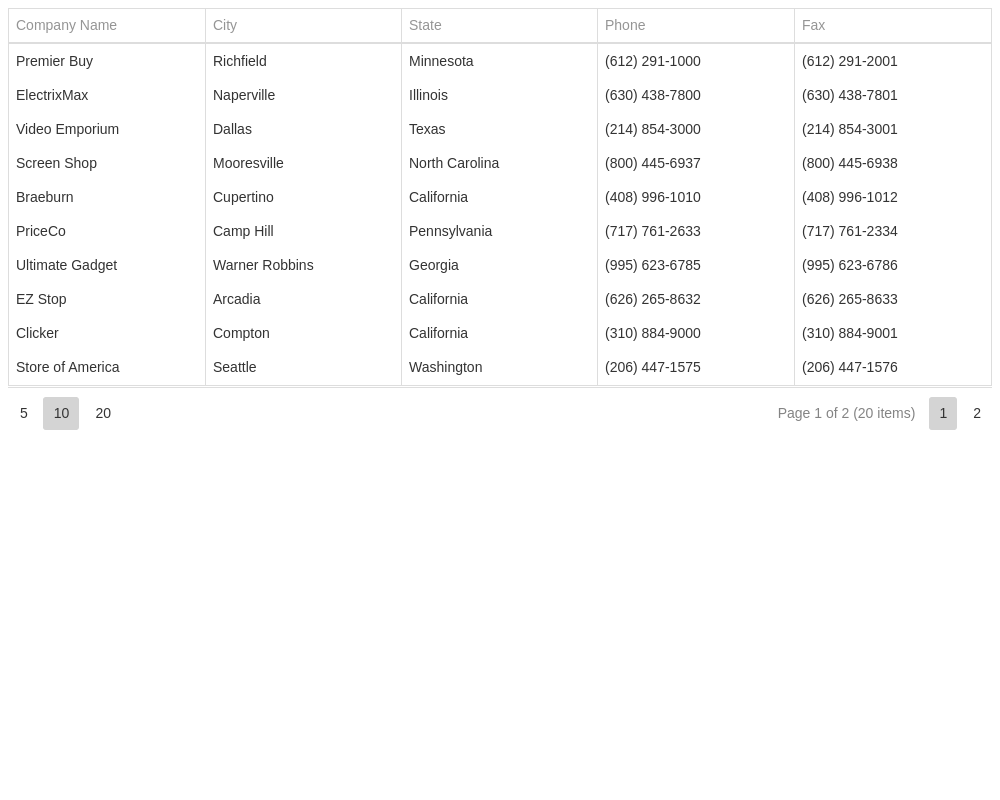 Company Name City State Phone Fax
Premier Buy Richfield Minnesota (612) 291-1000 (612) 291-2001
ElectrixMax Naperville Illinois (630) 438-7800 (630) 438-7801
Video Emporium Dallas Texas (214) 854-3000 (214) 854-3001
Screen Shop Mooresville North Carolina (800) 445-6937 (800) 445-6938
Braeburn Cupertino California (408) 996-1010 (408) 996-1012
PriceCo Camp Hill Pennsylvania (717) 761-2633 (717) 761-2334
Ultimate Gadget Warner Robbins Georgia (995) 623-6785 (995) 623-6786
EZ Stop Arcadia California (626) 265-8632 (626) 265-8633
Clicker Compton California (310) 884-9000 (310) 884-9001
Store of America Seattle Washington (206) 447-1575 (206) 447-1576
5 10 20 Page 1 of 2 (20 items) 1 2